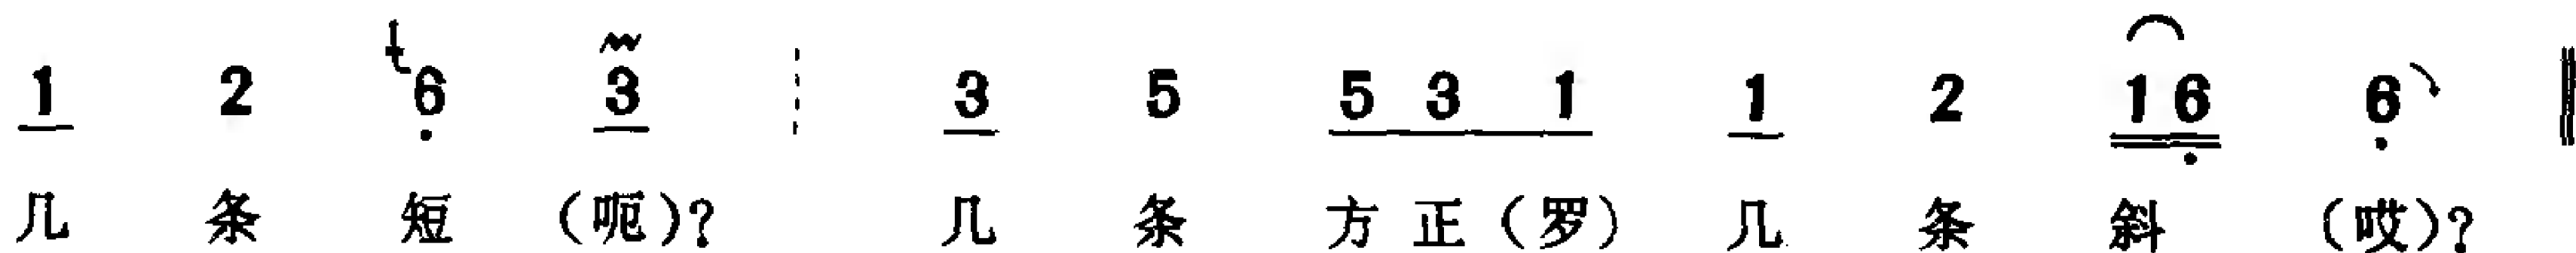 1 2 6 3 3 5 5 3 1 1 2 1 6 6
几 条 短 （呃）？ 几 条 方 正（罗） 几 条 斜 （哎）？